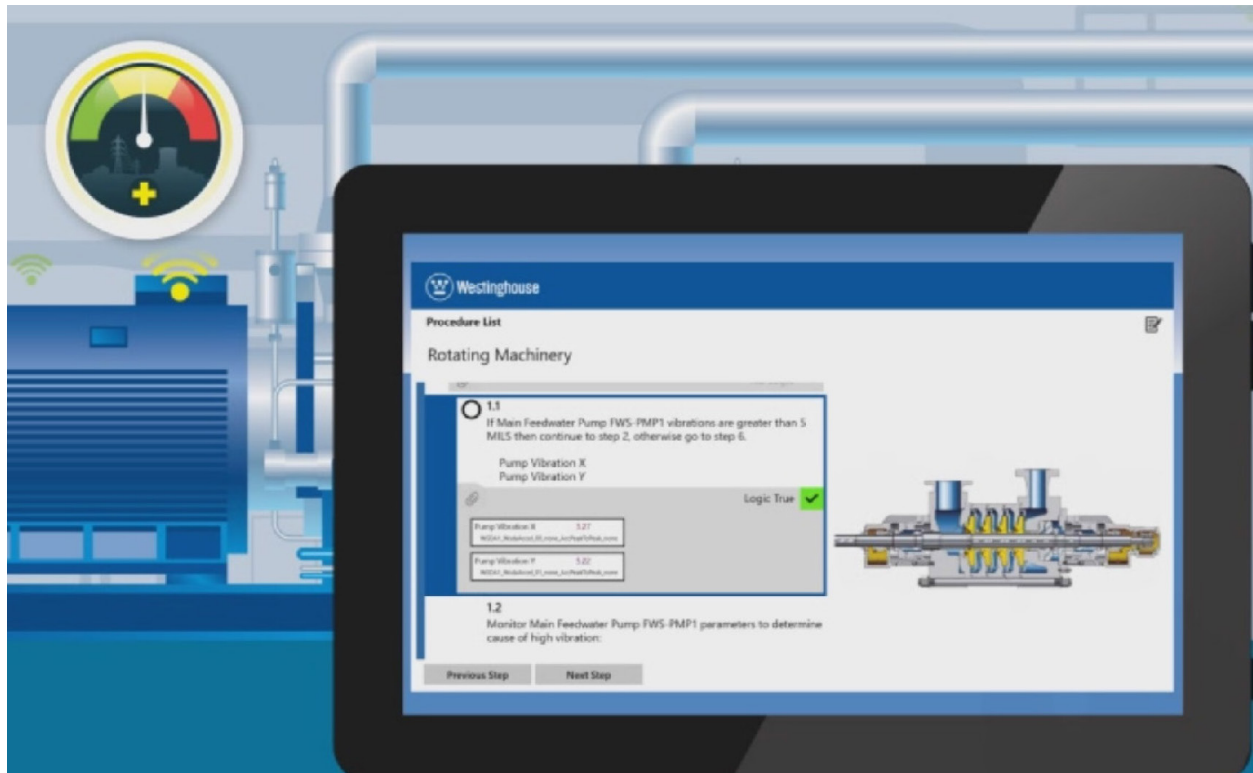 Westinghouse
Procedure List
Rotating Machinery
1.1
If Main Feedwater Pump FWS-PMP1 vibrations are greater than 5
MILS then continue to step 2, otherwise go to step 6.
Pump Vibration X
Pump Vibration Y
Logic True
Pump Vibration X
Pump Vibration Y 5.22
1.2
Monitor Main Feedwater Pump FWS-PMP1 parameters to determine
cause of high vibration:
Previous Step Next Step